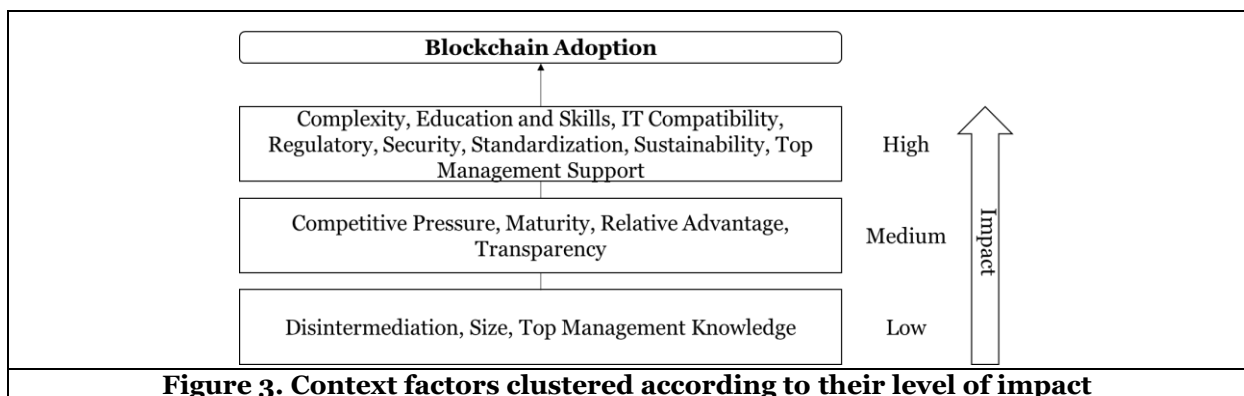 Blockchain Adoption
Complexity, Education and Skills, IT Compatibility,
Regulatory, Security, Standardization, Sustainability, Top
Management Support
High
Competitive Pressure, Maturity, Relative Advantage,
Transparency
Medium
Impact
Disintermediation, Size, Top Management Knowledge
Low
Figure 3. Context factors clustered according to their level of impact